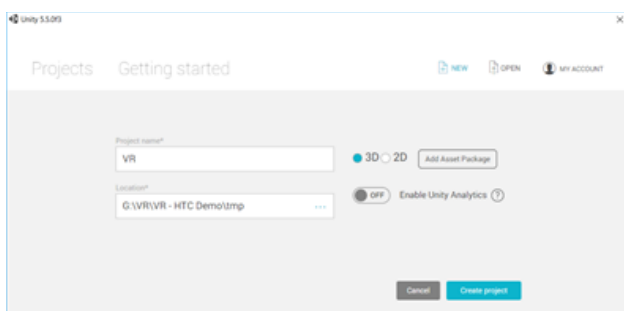 Unity 5.5.0f3
Projects Getting started NEW OPEN MY ACCOUNT
Project name*
VR
3D 2D Add Asset Package
Location*
G:\VR\VR - HTC Demo\tmp ...
OFF Enable Unity Analytics ?
Cancel Create project